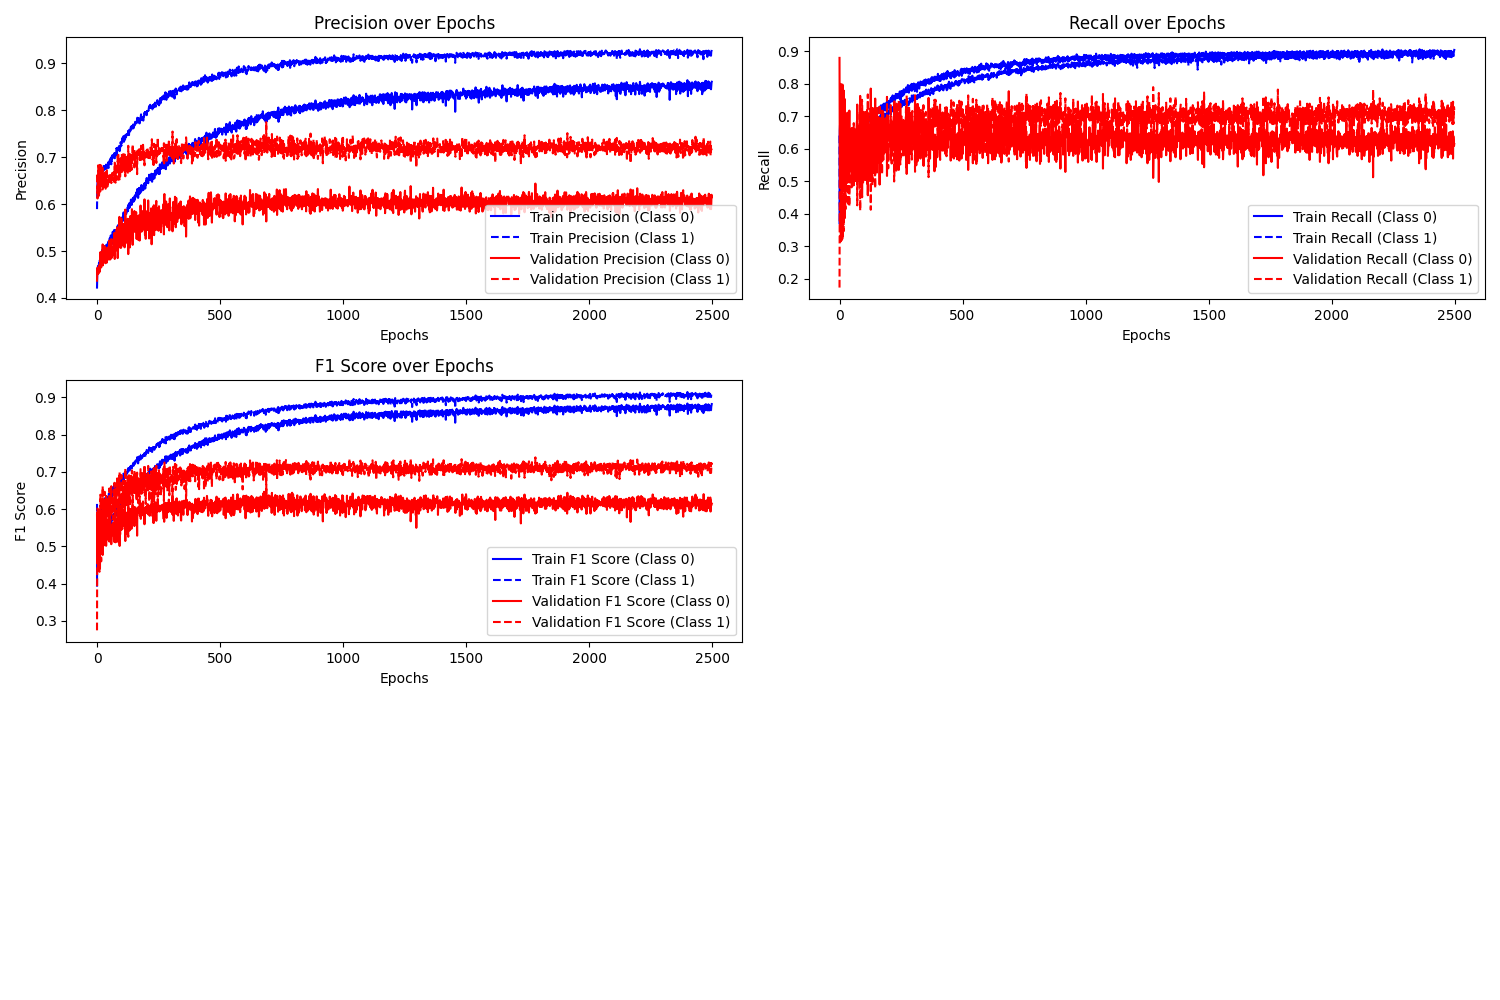 Precision over Epochs
Precision
0.9
0.8
0.7
0.6
0.5
0.4
Train Precision (Class 0)
Train Precision (Class 1)
Validation Precision (Class 0)
Validation Precision (Class 1)
0 500 1000 1500 2000 2500
Epochs
Recall over Epochs
Recall
0.9
0.8
0.7
0.6
0.5
0.4
0.3
0.2
Train Recall (Class 0)
Train Recall (Class 1)
Validation Recall (Class 0)
Validation Recall (Class 1)
0 500 1000 1500 2000 2500
Epochs
F1 Score over Epochs
F1 Score
0.9
0.8
0.7
0.6
0.5
0.4
0.3
Train F1 Score (Class 0)
Train F1 Score (Class 1)
Validation F1 Score (Class 0)
Validation F1 Score (Class 1)
0 500 1000 1500 2000 2500
Epochs